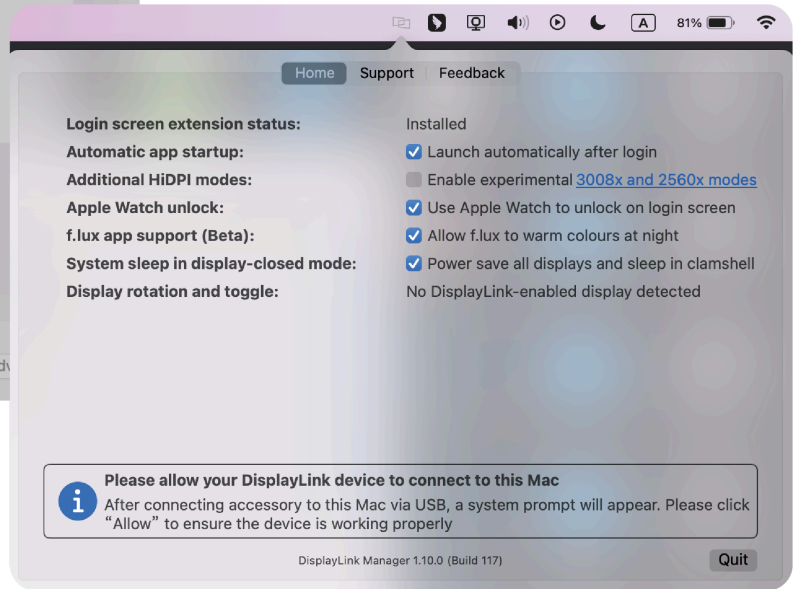 A 81%
Home Support Feedback
Login screen extension status: Installed
Automatic app startup: Launch automatically after login
Additional HiDPI modes: Enable experimental 3008x and 2560x modes
Apple Watch unlock: Use Apple Watch to unlock on login screen
f.lux app support (Beta): Allow f.lux to warm colours at night
System sleep in display-closed mode: Power save all displays and sleep in clamshell
Display rotation and toggle: No DisplayLink-enabled display detected
Please allow your DisplayLink device to connect to this Mac
After connecting accessory to this Mac via USB, a system prompt will appear. Please click
“Allow” to ensure the device is working properly
DisplayLink Manager 1.10.0 (Build 117) Quit